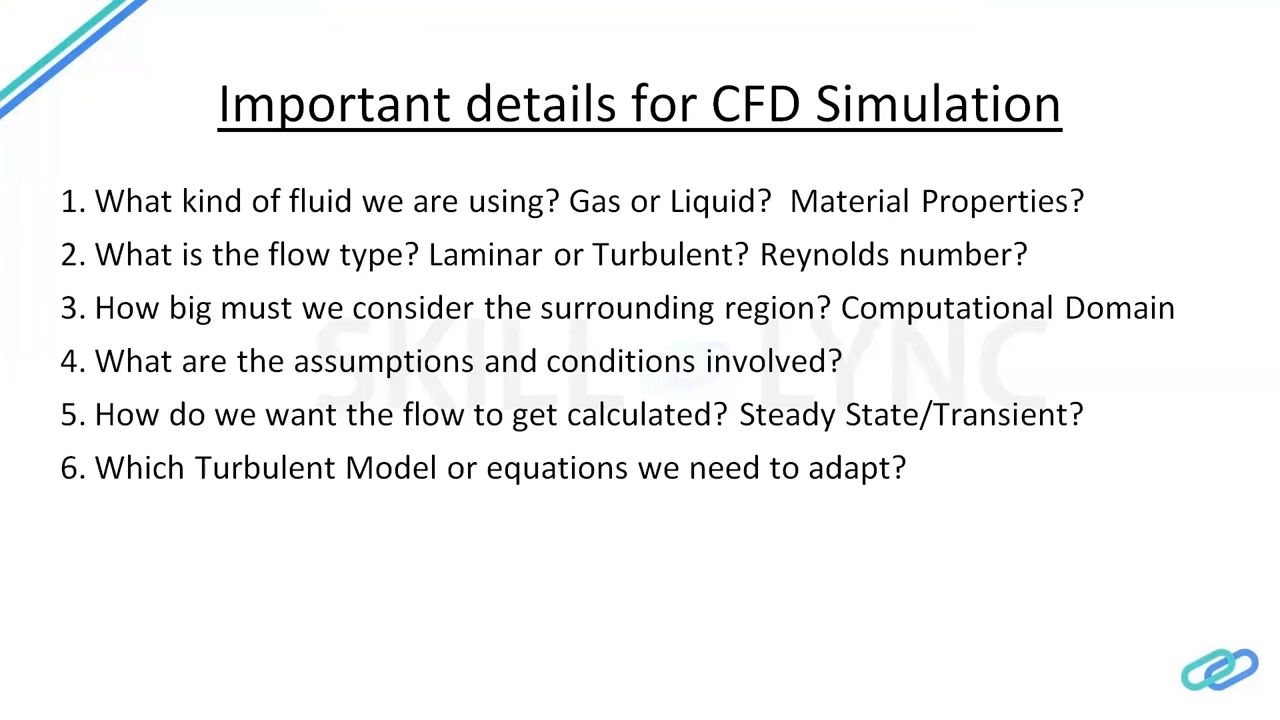 Important details for CFD Simulation
1. What kind of fluid we are using? Gas or Liquid?  Material Properties?
2. What is the flow type? Laminar or Turbulent? Reynolds number?
3. How big must we consider the surrounding region? Computational Domain
SKILL LYNC
4. What are the assumptions and conditions involved?
5. How do we want the flow to get calculated? Steady State/Transient?
6. Which Turbulent Model or equations we need to adapt?